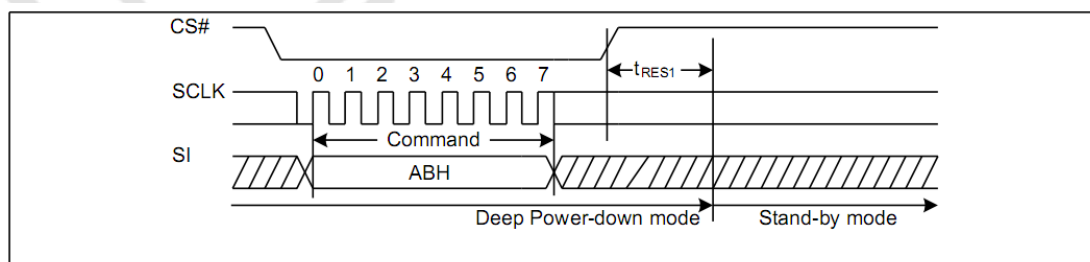 CS#
tRES1
0 1 2 3 4 5 6 7
SCLK
Command
SI
ABH
Deep Power-down mode Stand-by mode